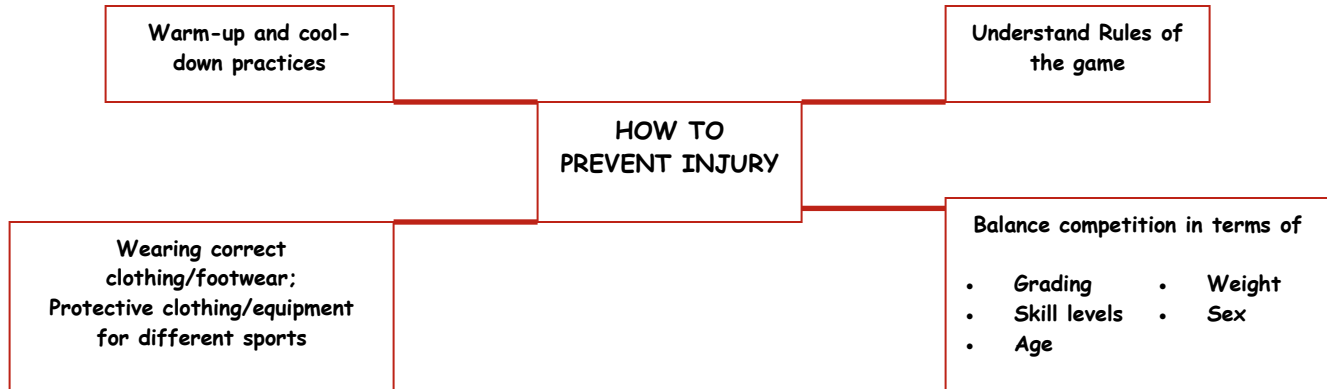 Warm-up and cool-
down practices
Understand Rules of
the game
HOW TO
PREVENT INJURY
Wearing correct
clothing/footwear;
Protective clothing/equipment
for different sports
Balance competition in terms of
• Grading
• Skill levels
• Age
• Weight
• Sex